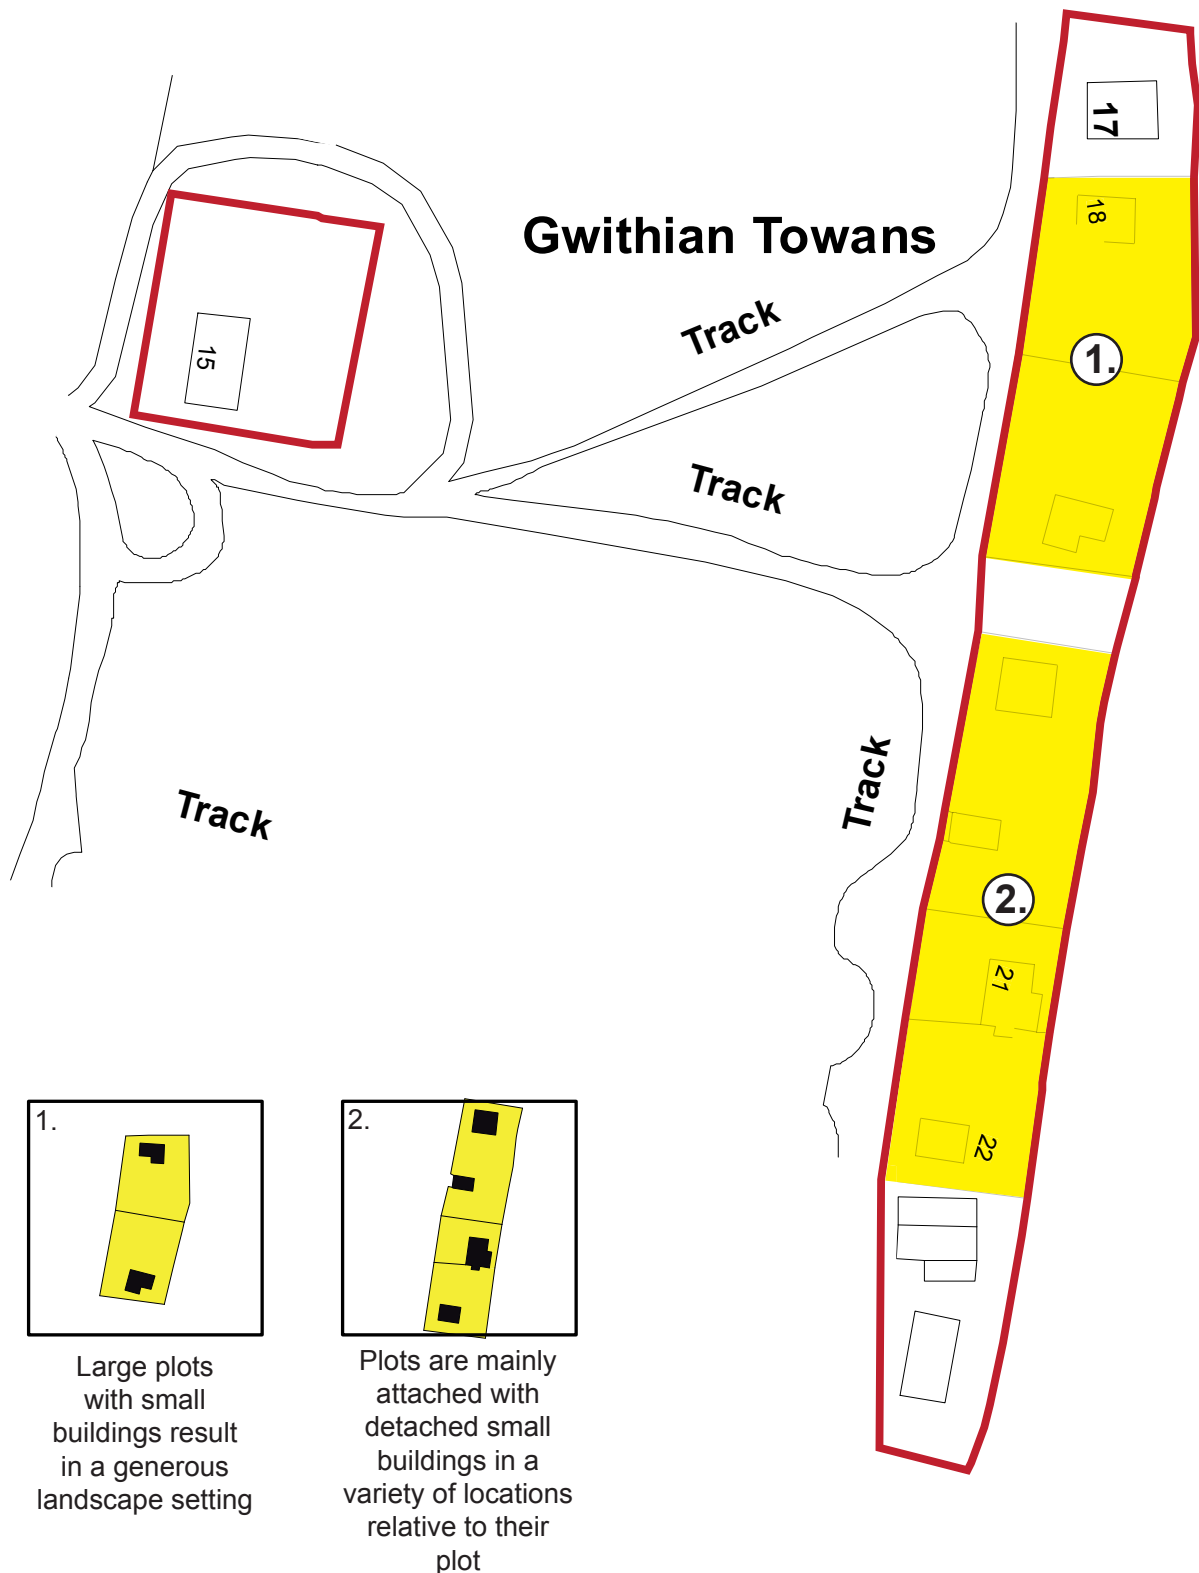 17
18
Gwithian Towans
Track
15
1.
Track
Track
Track
2.
21
22
1.
2.
Large plots
with small
buildings result
in a generous
landscape setting
Plots are mainly
attached with
detached small
buildings in a
variety of locations
relative to their
plot